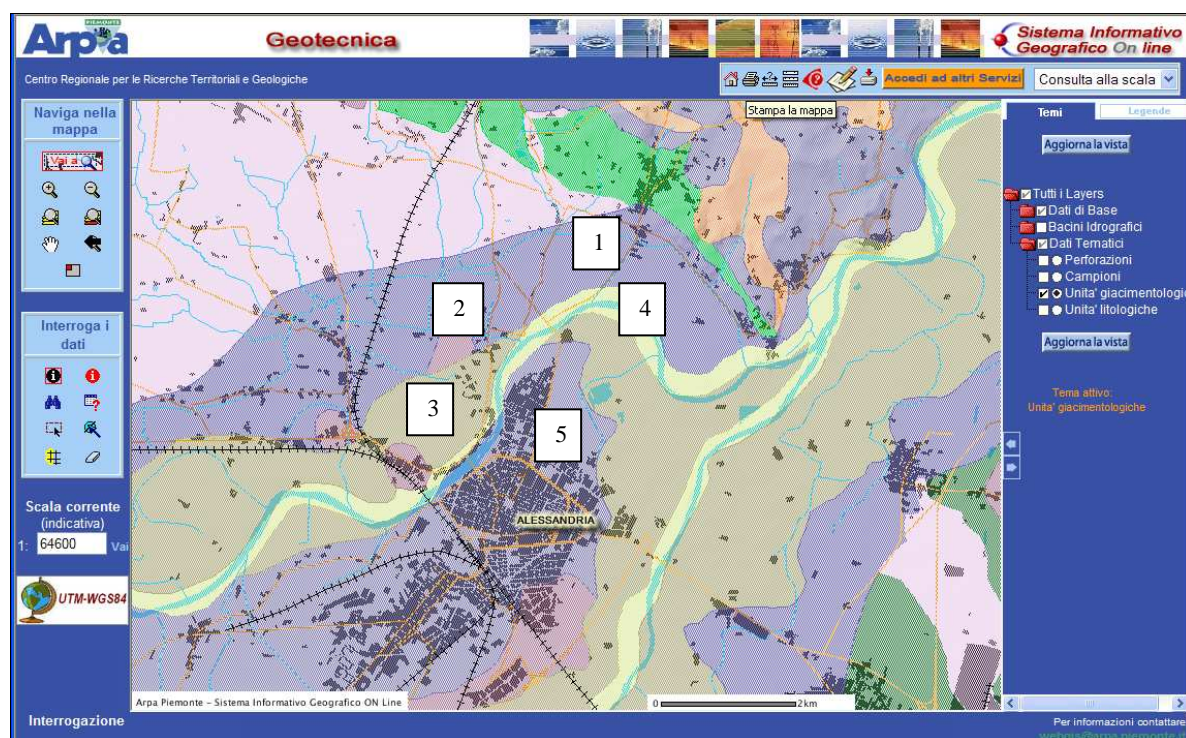 PIEMONTE
Arpa
Geotecnica
Sistema Informativo
Geografico On line
Centro Regionale per le Ricerche Territoriali e Geologiche
Accedi ad altri Servizi
Consulta alla scala
Stampa la mappa
Naviga nella
mappa
Vai a
Interroga i
dati
Scala corrente
(indicativa)
1: 64600 Vai
UTM-WGS84
Interrogazione
1
2
4
3
5
ALESSANDRIA
Arpa Piemonte - Sistema Informativo Geografico ON Line
0 2km
Temi
Legende
Aggiorna la vista
Tutti i Layers
Dati di Base
Bacini Idrografici
Dati Tematici
Perforazioni
Campioni
Unita' giacimentologic
Unita' litologiche
Aggiorna la vista
Tema attivo:
Unita' giacimentologiche
Per informazioni contattare
webgis@arpa.piemonte.it